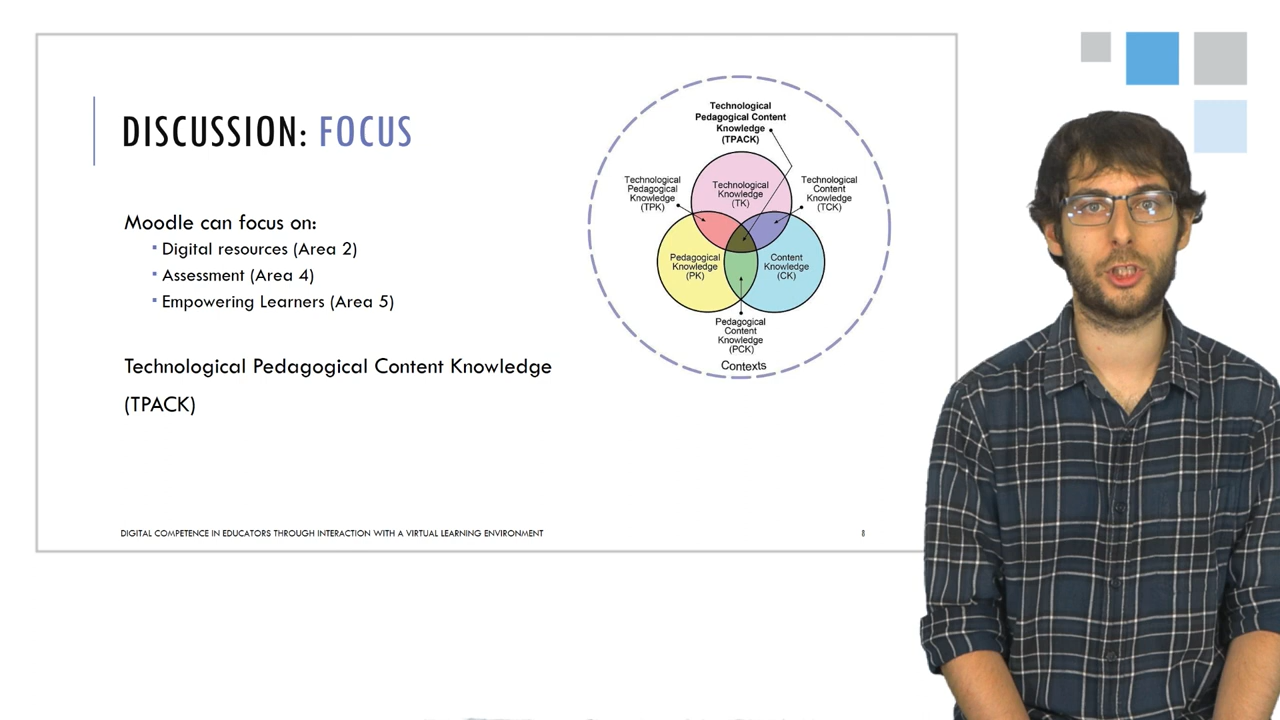 DISCUSSION: FOCUS
Moodle can focus on:
Digital resources (Area 2)
Assessment (Area 4)
Empowering Learners (Area 5)
Technological Pedagogical Content Knowledge
(TPACK)
Technological
Pedagogical Content
Knowledge
(TPACK)
Technological
Pedagogical
Knowledge
(TPK)
Technological
Knowledge
(TK)
Technological
Content
Knowledge
(TCK)
Pedagogical
Knowledge
(PK)
Content
Knowledge
(CK)
Pedagogical
Content
Knowledge
(PCK)
Contexts
DIGITAL COMPETENCE IN EDUCATORS THROUGH INTERACTION WITH A VIRTUAL LEARNING ENVIRONMENT
8